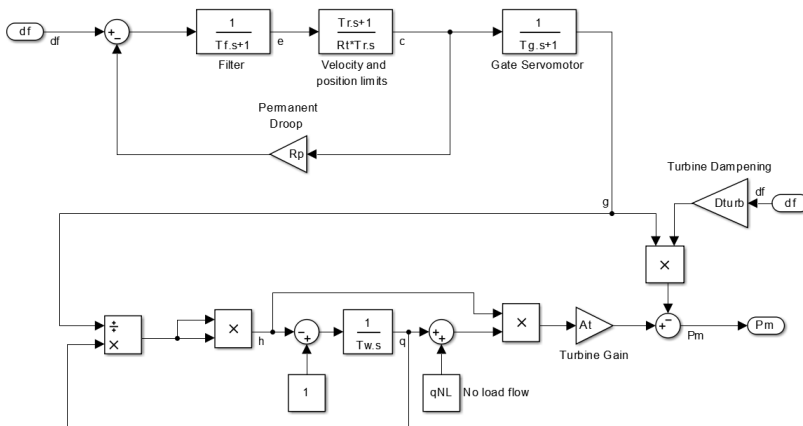 df
df
+
−
1
Tf.s+1
Filter
e
Tr.s+1
Rt*Tr.s
Velocity and
position limits
c
1
Tg.s+1
Gate Servomotor
Permanent
Droop
Rp
Turbine Dampening
Dturb
df
df
g
×
÷
×
×
h
−
+
1
Tw.s
q
+
+
×
At
Turbine Gain
+
−
Pm
Pm
1
qNL
No load flow